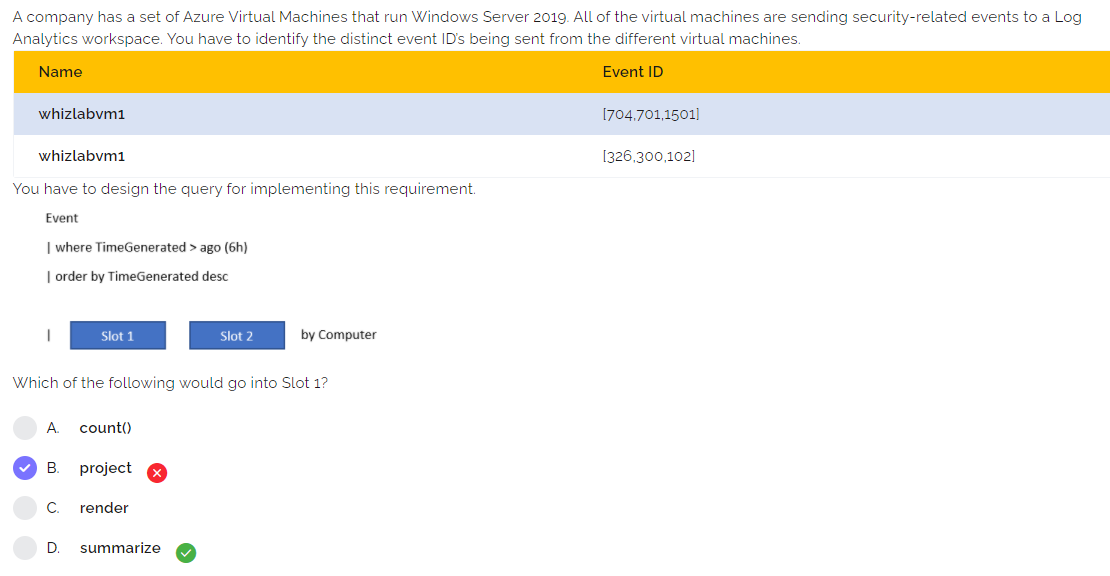 A company has a set of Azure Virtual Machines that run Windows Server 2019. All of the virtual machines are sending security-related events to a Log
Analytics workspace. You have to identify the distinct event ID's being sent from the different virtual machines.
Name Event ID
whizlabvm1 [704,701,1501]
whizlabvm1 [326,300,102]
You have to design the query for implementing this requirement.
Event
| where TimeGenerated > ago (6h)
| order by TimeGenerated desc
| Slot 1 Slot 2 by Computer
Which of the following would go into Slot 1?
A. count()
B. project
C. render
D. summarize